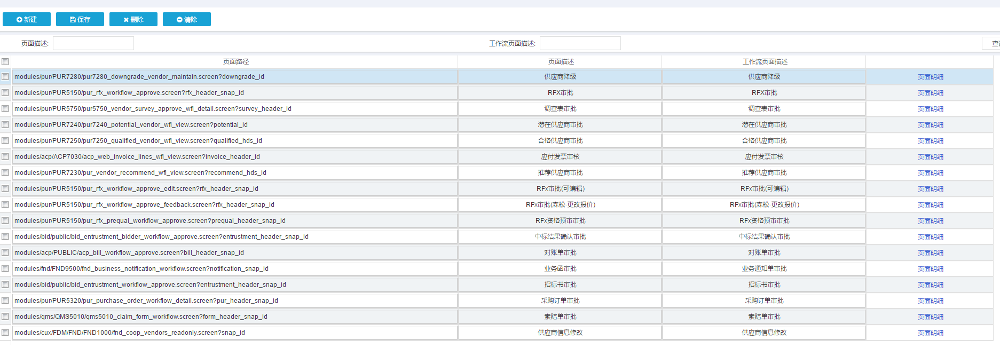 新建 保存 删除 清除
页面描述: 工作流页面描述:
页面路径 页面描述 工作流页面描述
modules/pur/PUR7280/pur7280_downgrade_vendor_maintain.screen?downgrade_id 供应商降级 供应商降级 页面明细
modules/pur/PUR5150/pur_rfx_workflow_approve.screen?rfx_header_snap_id RFX审批 RFX审批 页面明细
modules/pur/PUR5750/pur5750_vendor_survey_approve_wfl_detail.screen?survey_header_id 调查表审批 调查表审批 页面明细
modules/pur/PUR7240/pur7240_potential_vendor_wfl_view.screen?potential_id 潜在供应商审批 潜在供应商审批 页面明细
modules/pur/PUR7250/pur7250_qualified_vendor_wfl_view.screen?qualified_hds_id 合格供应商审批 合格供应商审批 页面明细
modules/acp/ACP7030/acp_web_invoice_lines_wfl_view.screen?invoice_header_id 应付发票审核 应付发票审核 页面明细
modules/pur/PUR7230/pur_vendor_recommend_wfl_view.screen?recommend_hds_id 推荐供应商审批 推荐供应商审批 页面明细
modules/pur/PUR5150/pur_rfx_workflow_approve_edit.screen?rfx_header_snap_id RFx审批(可编辑) RFx审批(可编辑) 页面明细
modules/pur/PUR5150/pur_rfx_workflow_approve_feedback.screen?rfx_header_snap_id RFx审批(森松-更改报价) RFx审批(森松-更改报价) 页面明细
modules/pur/PUR5150/pur_rfx_prequal_workflow_approve.screen?prequal_header_snap_id RFx资格预审审批 RFx资格预审审批 页面明细
modules/bid/public/bid_entrustment_bidder_workflow_approve.screen?entrustment_header_snap_id 中标结果确认审批 中标结果确认审批 页面明细
modules/acp/PUBLIC/acp_bill_workflow_approve.screen?bill_header_snap_id 对账单审批 对账单审批 页面明细
modules/fnd/FND9500/fnd_business_notification_workflow.screen?notification_snap_id 业务函审批 业务通知单审批 页面明细
modules/bid/public/bid_entrustment_workflow_approve.screen?entrustment_header_snap_id 招标书审批 招标书审批 页面明细
modules/pur/PUR5320/pur_purchase_order_workflow_detail.screen?pur_header_snap_id 采购订单审批 采购订单审批 页面明细
modules/qms/QMS5010/qms5010_claim_form_workflow.screen?form_header_snap_id 索赔单审批 索赔单审批 页面明细
modules/cux/FDM/FND/FND1000/fnd_coop_vendors_readonly.screen?snap_id 供应商信息修改 供应商信息修改 页面明细